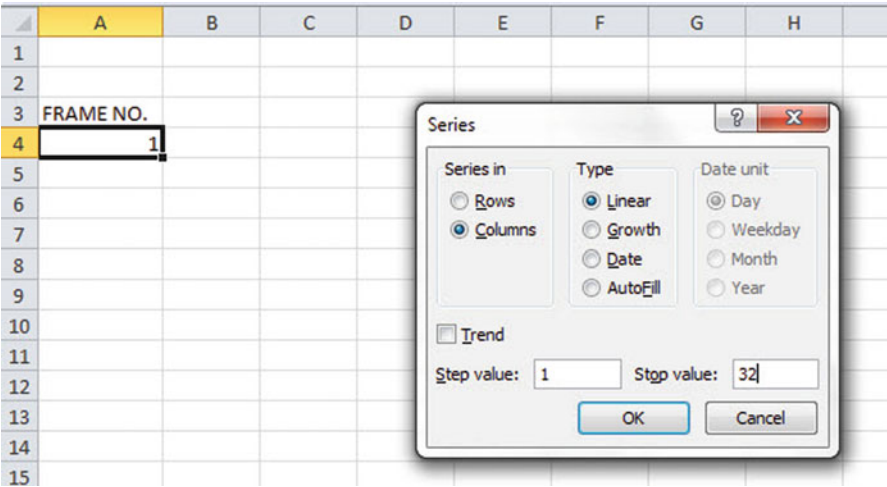 A B C D E F G H
1
2
3 FRAME NO.
4 1
5
6
7
8
9
10
11
12
13
14
15
Series
?
X
Series in
Rows
Columns
Type
Linear
Growth
Date
AutoFill
Date unit
Day
Weekday
Month
Year
Trend
Step value: 1 Stop value: 32
OK Cancel